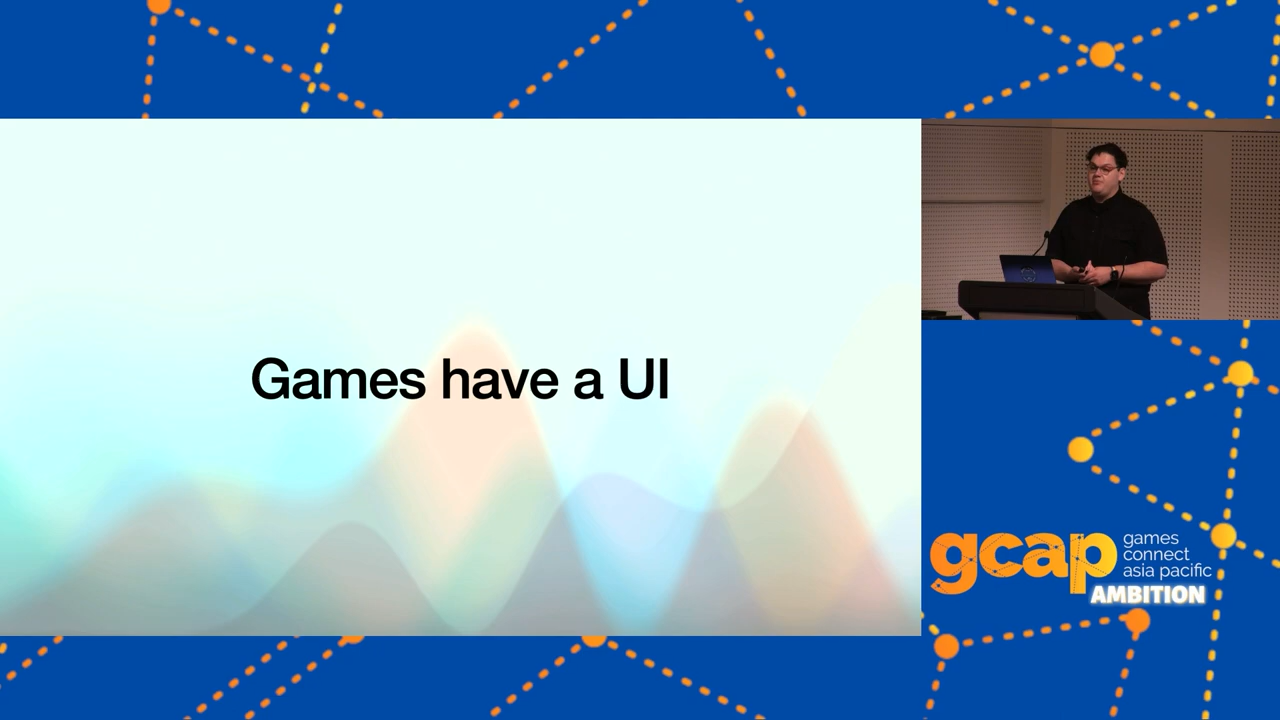 Games have a UI
gcap
games
connect
asia pacific
AMBITION